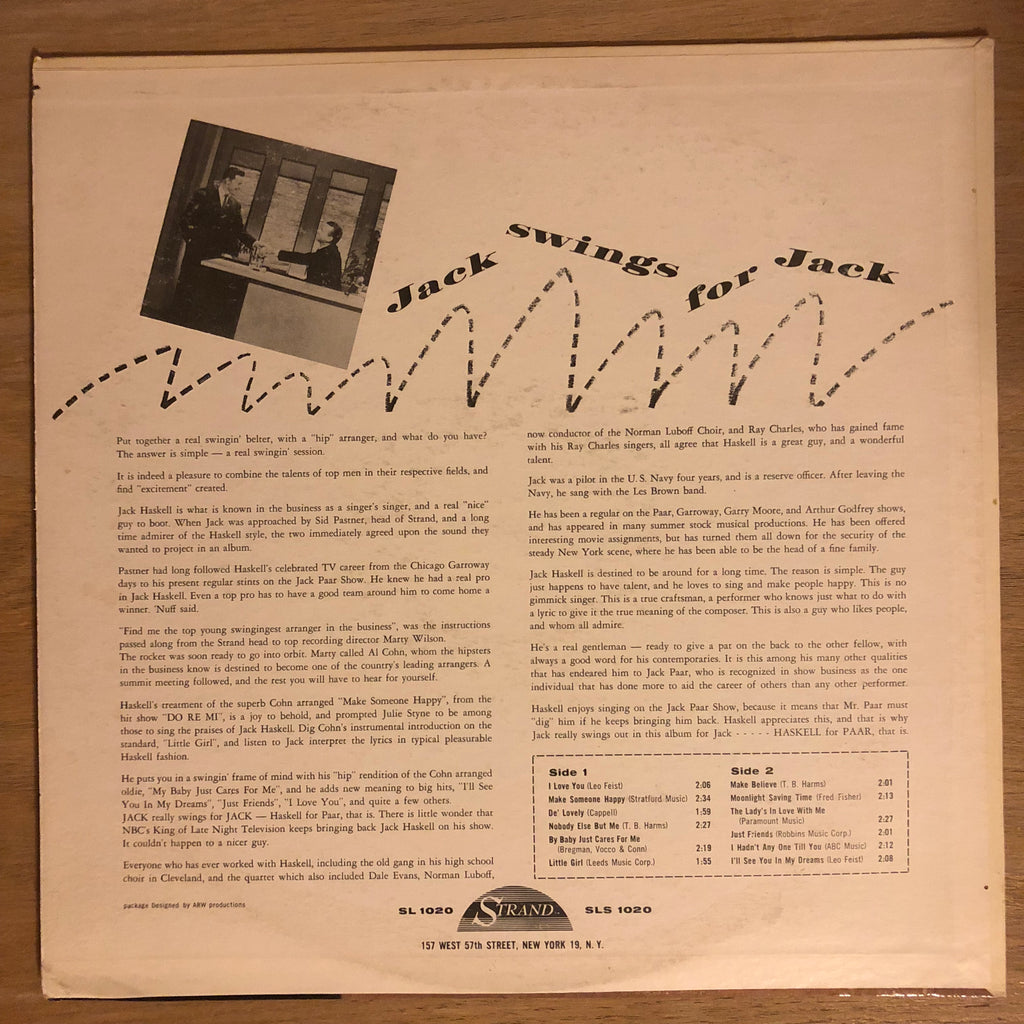 Jack swings for Jack
Put together a real swingin' belter, with a "hip" arranger, and what do you have?
The answer is simple — a real swingin' session.
It is indeed a pleasure to combine the talents of top men in their respective fields, and
find "excitement" created.
Jack Haskell is what is known in the business as a singer's singer, and a real "nice"
guy to boot. When Jack was approached by Sid Pastner, head of Strand, and a long
time admirer of the Haskell style, the two immediately agreed upon the sound they
wanted to project in an album.
Pastner had long followed Haskell's celebrated TV career from the Chicago Garroway
days to his present regular stints on the Jack Paar Show. He knew he had a real pro
in Jack Haskell. Even a top pro has to have a good team around him to come home a
winner. 'Nuff said.
"Find me the top young swingingest arranger in the business", was the instructions
passed along from the Strand head to top recording director Marty Wilson.
The rocket was soon ready to go into orbit. Marty called Al Cohn, whom the hipsters
in the business know is destined to become one of the country's leading arrangers. A
summit meeting followed, and the rest you will have to hear for yourself.
Haskell's treatment of the superb Cohn arranged "Make Someone Happy", from the
hit show "DO RE MI", is a joy to behold, and prompted Julie Styne to be among
those to sing the praises of Jack Haskell. Dig Cohn's instrumental introduction on the
standard, "Little Girl", and listen to Jack interpret the lyrics in typical pleasurable
Haskell fashion.
He puts you in a swingin' frame of mind with his "hip" rendition of the Cohn arranged
oldie, "My Baby Just Cares For Me", and he adds new meaning to big hits, "I'll See
You In My Dreams", "Just Friends", "I Love You", and quite a few others.
JACK really swings for JACK — Haskell for Paar, that is. There is little wonder that
NBC's King of Late Night Television keeps bringing back Jack Haskell on his show.
It couldn't happen to a nicer guy.
Everyone who has ever worked with Haskell, including the old gang in his high school
choir in Cleveland, and the quartet which also included Dale Evans, Norman Luboff,
now conductor of the Norman Luboff Choir, and Ray Charles, who has gained fame
with his Ray Charles singers, all agree that Haskell is a great guy, and a wonderful
talent.
Jack was a pilot in the U. S. Navy four years, and is a reserve officer. After leaving the
Navy, he sang with the Les Brown band.
He has been a regular on the Paar, Garroway, Garry Moore, and Arthur Godfrey shows,
and has appeared in many summer stock musical productions. He has been offered
interesting movie assignments, but has turned them all down for the security of the
steady New York scene, where he has been able to be the head of a fine family.
Jack Haskell is destined to be around for a long time. The reason is simple. The guy
just happens to have talent, and he loves to sing and make people happy. This is no
gimmick singer. This is a true craftsman, a performer who knows just what to do with
a lyric to give it the true meaning of the composer. This is also a guy who likes people,
and whom all admire.
He's a real gentleman — ready to give a pat on the back to the other fellow, with
always a good word for his contemporaries. It is this among his many other qualities
that has endeared him to Jack Paar, who is recognized in show business as the one
individual that has done more to aid the career of others than any other performer.
Haskell enjoys singing on the Jack Paar Show, because it means that Mr. Paar must
"dig" him if he keeps bringing him back. Haskell appreciates this, and that is why
Jack really swings out in this album for Jack - - - - - HASKELL for PAAR, that is.
Side 1
I Love You (Leo Feist) 2:06
Make Someone Happy (Stratford Music) 2:34
De' Lovely (Cappell) 1:59
Nobody Else But Me (T. B. Harms) 2:27
By Baby Just Cares For Me
(Bregman, Vocco & Conn) 2:19
Little Girl (Leeds Music Corp.) 1:55
Side 2
Make Believe (T. B. Harms) 2:01
Moonlight Saving Time (Fred Fisher) 2:13
The Lady's In Love With Me
(Paramount Music) 2:27
Just Friends (Robbins Music Corp.) 2:01
I Hadn't Any One Till You (ABC Music) 2:12
I'll See You In My Dreams (Leo Feist) 2:08
package Designed by ARW productions
SL 1020 STRAND SLS 1020
157 WEST 57th STREET, NEW YORK 19, N. Y.